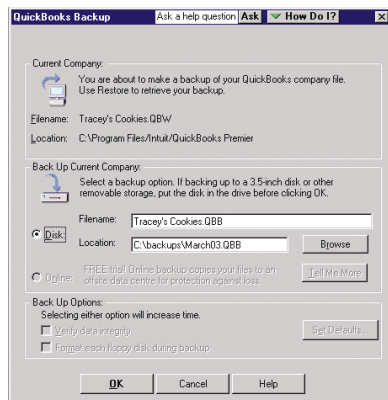 QuickBooks Backup Ask a help question Ask How Do I? X
Current Company:
You are about to make a backup of your QuickBooks company file.
Use Restore to retrieve your backup.
Filename: Tracey's Cookies.QBW
Location: C:\Program Files/Intuit/QuickBooks Premier
Back Up Current Company:
Select a backup option. If backing up to a 3.5-inch disk or other
removable storage, put the disk in the drive before clicking OK.
Filename: Tracey's Cookies.QBB
Disk:
Location: C:\backups\March03.QBB Browse
FREE trial! Online backup copies your files to an
Online: Tell Me More
offsite data centre for protection against loss.
Back Up Options:
Selecting either option will increase time.
Verify data integrity Set Defaults...
Format each floppy disk during backup
OK Cancel Help